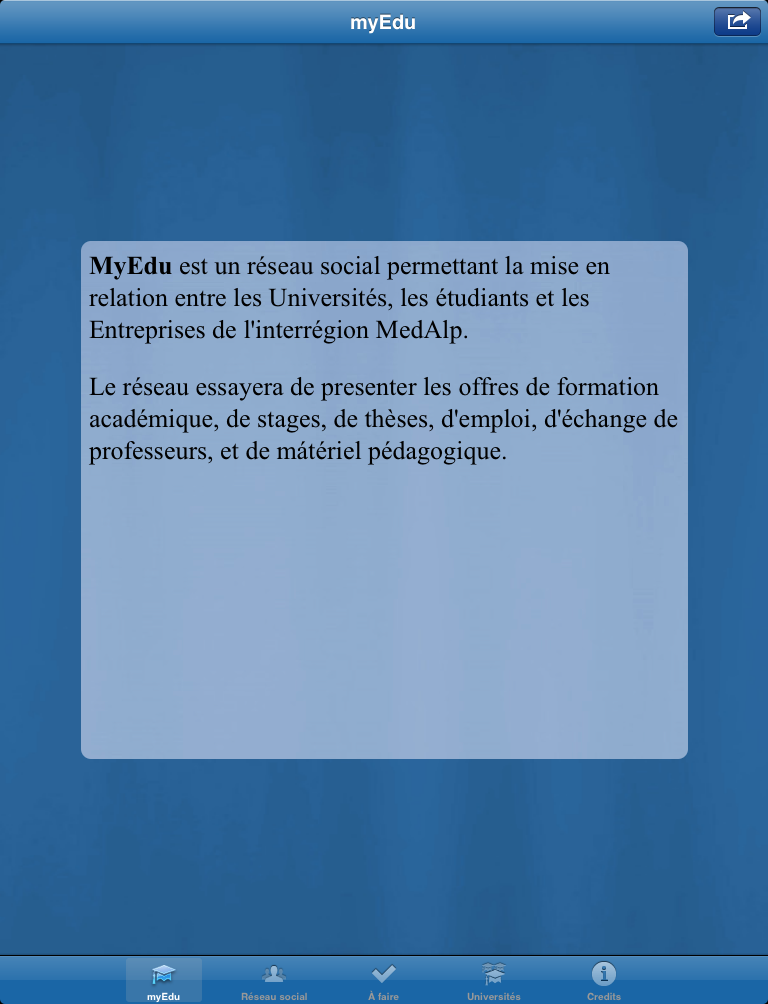 myEdu
MyEdu est un réseau social permettant la mise en
relation entre les Universités, les étudiants et les
Entreprises de l'interrégion MedAlp.
Le réseau essayera de presenter les offres de formation
académique, de stages, de thèses, d'emploi, d'échange de
professeurs, et de mátériel pédagogique.
myEdu Réseau social À faire Universités Credits